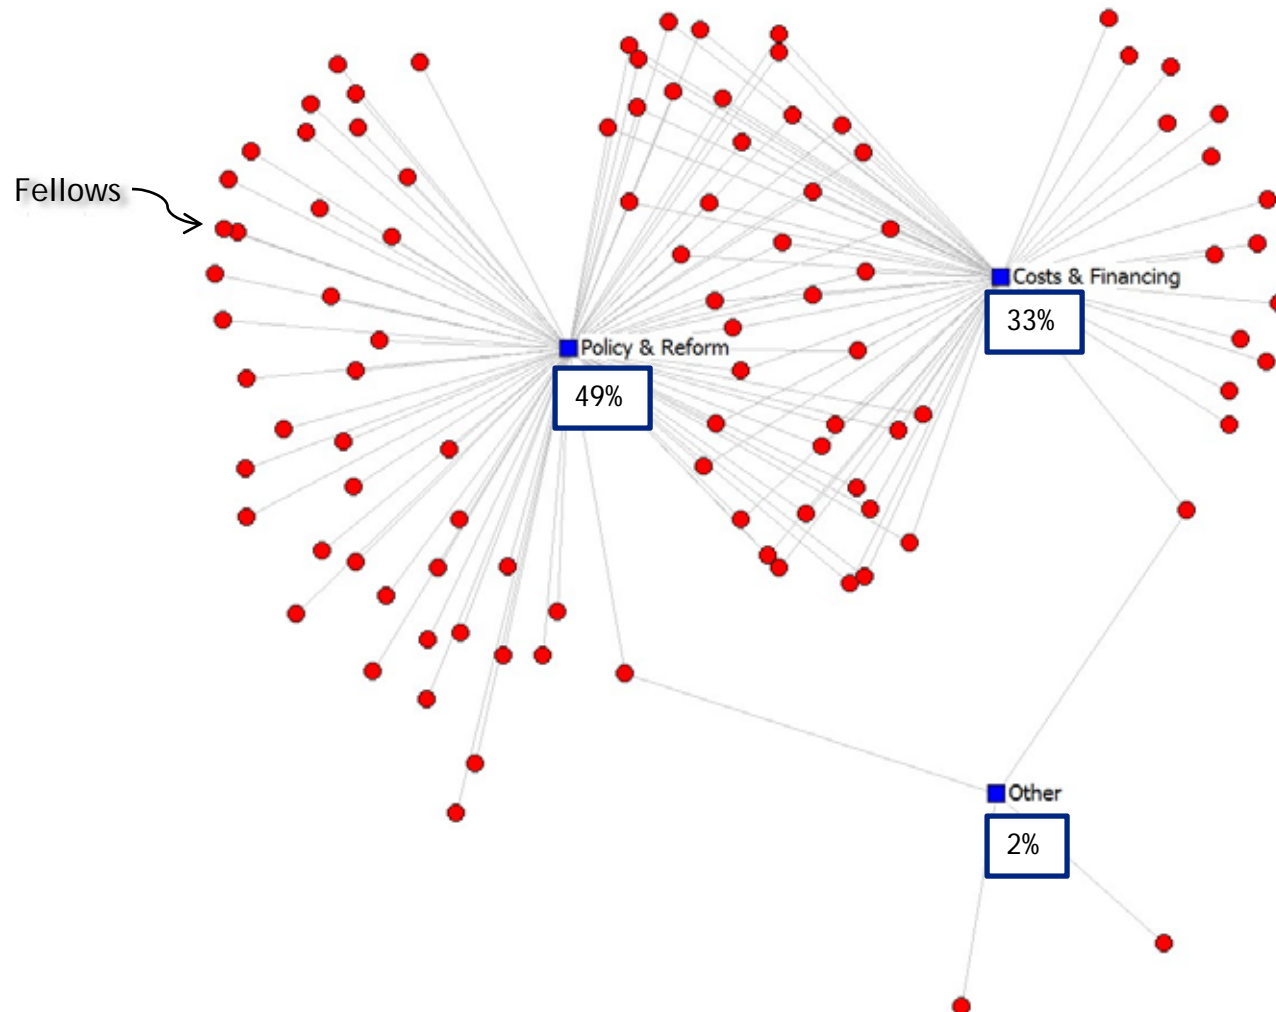 Fellows
Costs & Financing
33%
Policy & Reform
49%
Other
2%